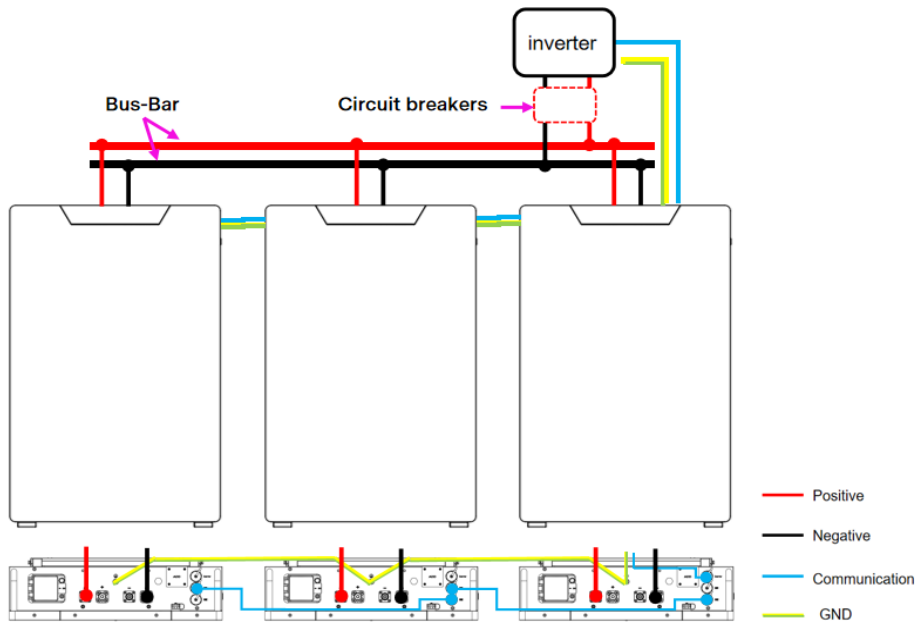 inverter
Bus-Bar
Circuit breakers
Positive
Negative
Communication
GND